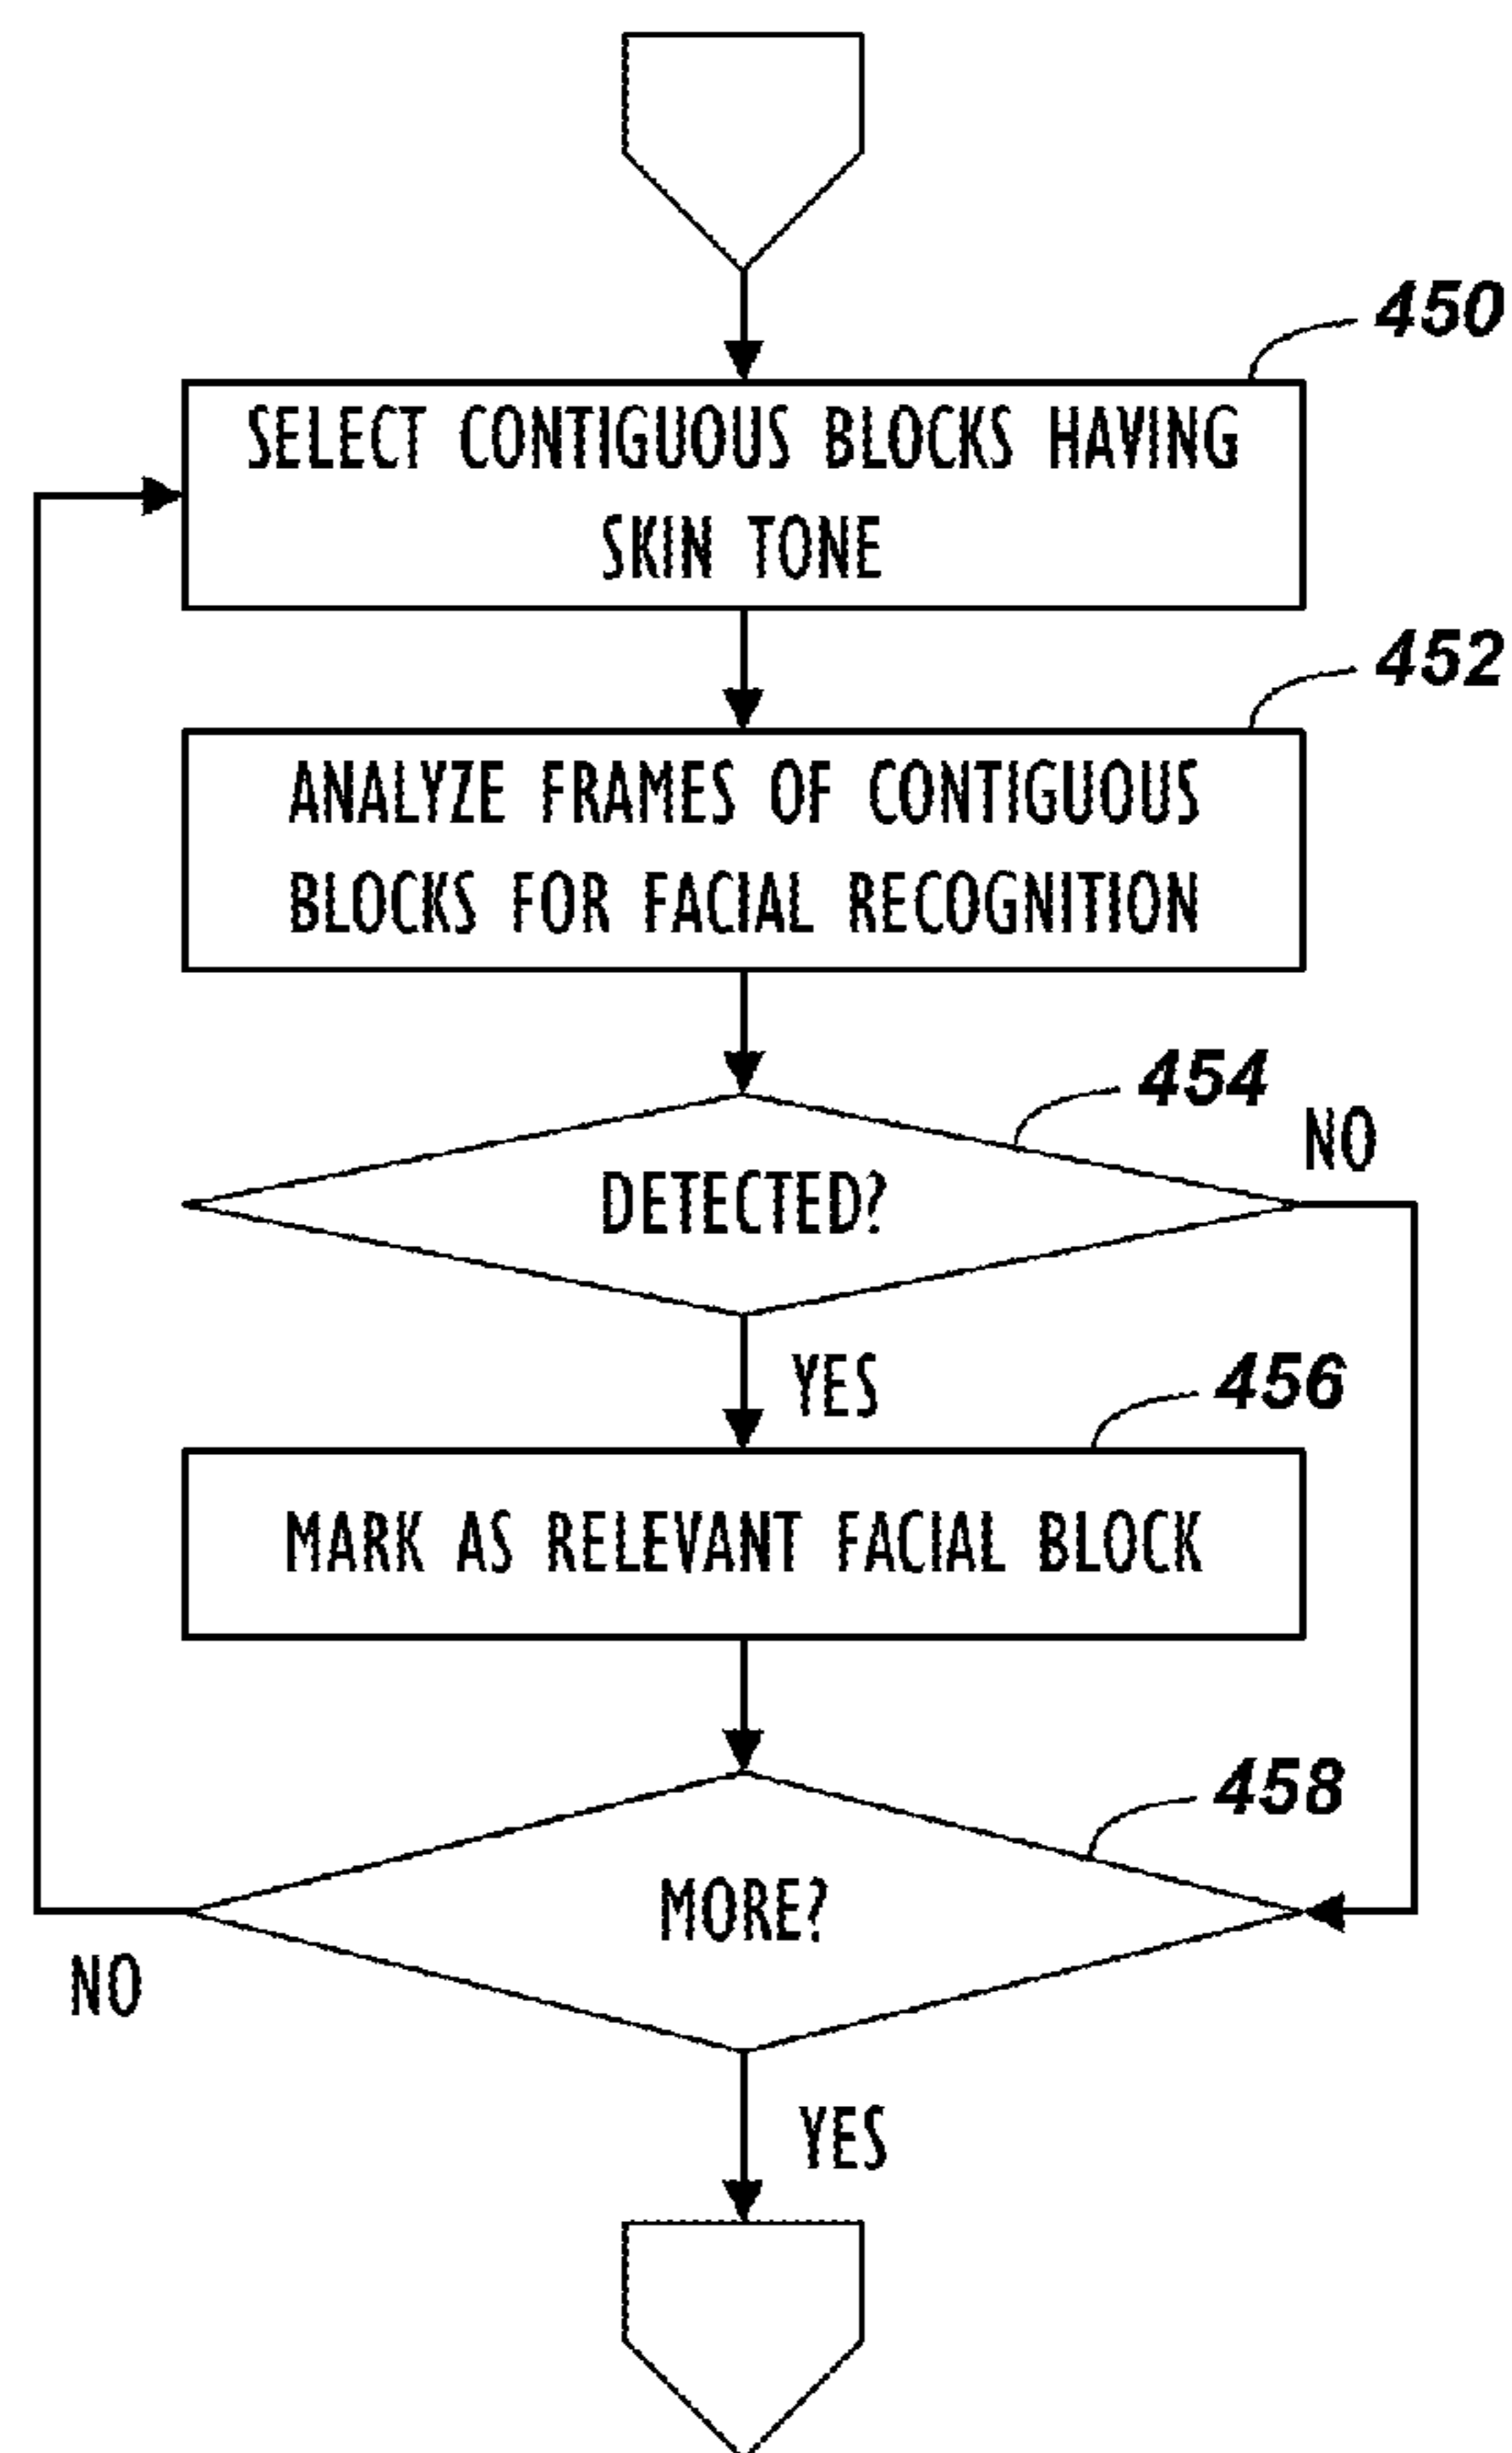 450
SELECT CONTIGUOUS BLOCKS HAVING
SKIN TONE
452
ANALYZE FRAMES OF CONTIGUOUS
BLOCKS FOR FACIAL RECOGNITION
454
NO
DETECTED?
YES
456
MARK AS RELEVANT FACIAL BLOCK
458
MORE?
NO
YES